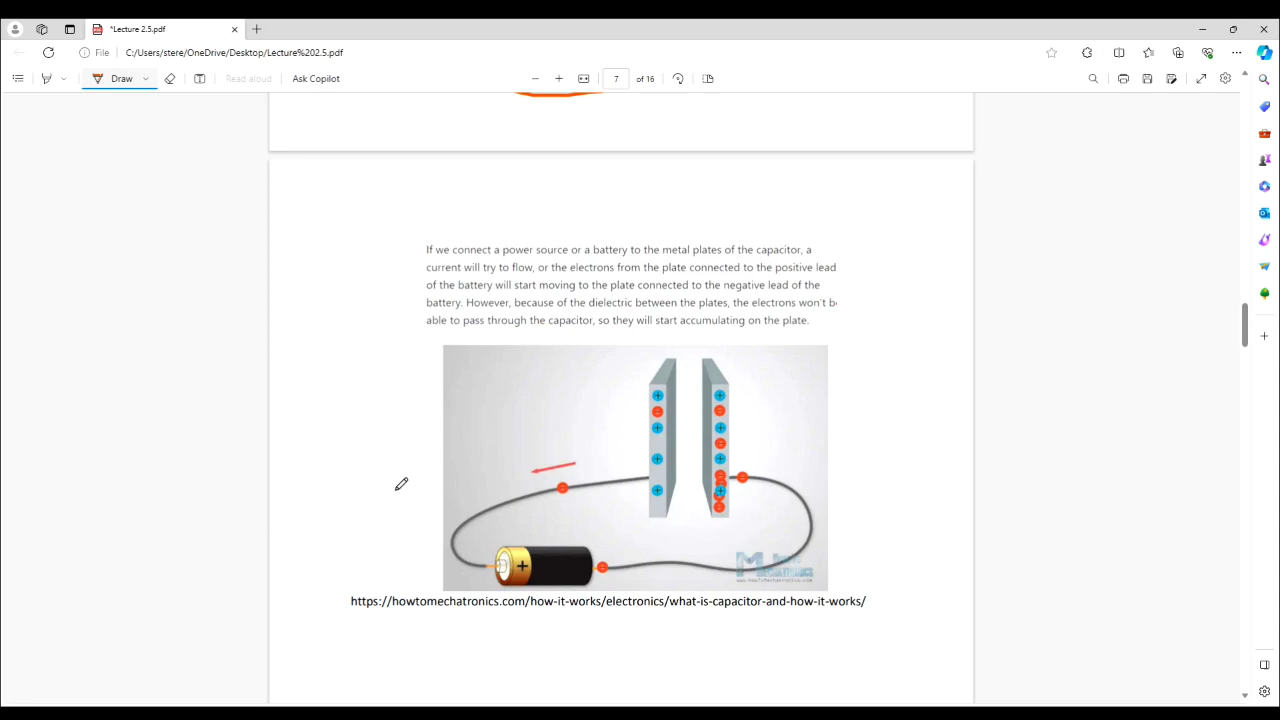 *Lecture 2.5.pdf
File
C:/Users/stere/OneDrive/Desktop/Lecture%202.5.pdf
Draw
Read aloud
Ask Copilot
7
of 16
If we connect a power source or a battery to the metal plates of the capacitor, a
current will try to flow, or the electrons from the plate connected to the positive lead
of the battery will start moving to the plate connected to the negative lead of the
battery. However, because of the dielectric between the plates, the electrons won't b
able to pass through the capacitor, so they will start accumulating on the plate.
+
www.HowToMechatronics.com
https://howtomechatronics.com/how-it-works/electronics/what-is-capacitor-and-how-it-works/